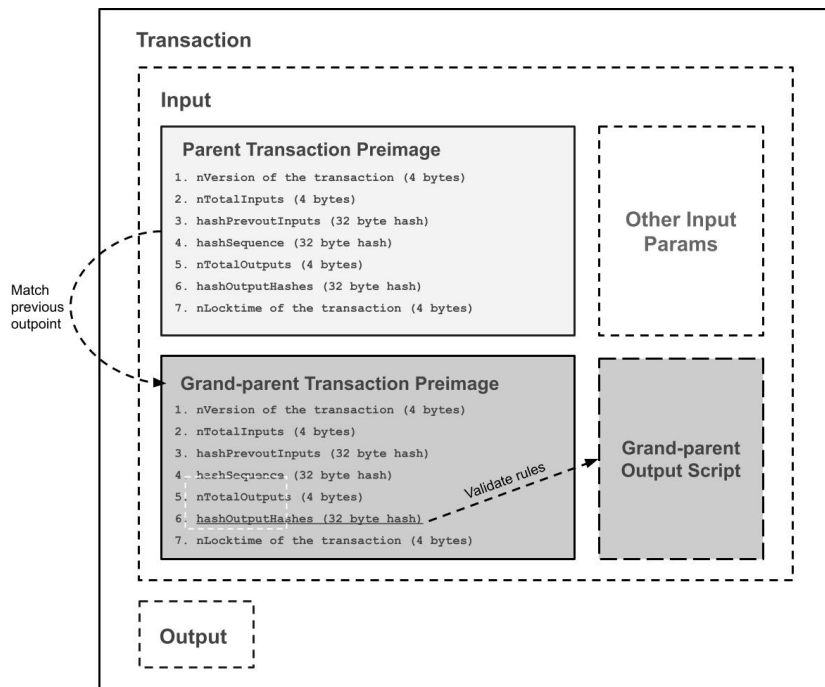 Transaction
Input
Parent Transaction Preimage
1. nVersion of the transaction (4 bytes)
2. nTotalInputs (4 bytes)
3. hashPrevoutInputs (32 byte hash)
4. hashSequence (32 byte hash)
5. nTotalOutputs (4 bytes)
6. hashOutputHashes (32 byte hash)
7. nLocktime of the transaction (4 bytes)
Other Input
Params
Match
previous
outpoint
Grand-parent Transaction Preimage
1. nVersion of the transaction (4 bytes)
2. nTotalInputs (4 bytes)
3. hashPrevoutInputs (32 byte hash)
4. hashSequence (32 byte hash)
5. nTotalOutputs (4 bytes)
6. hashOutputHashes (32 byte hash)
7. nLocktime of the transaction (4 bytes)
Validate rules
Grand-parent
Output Script
Output